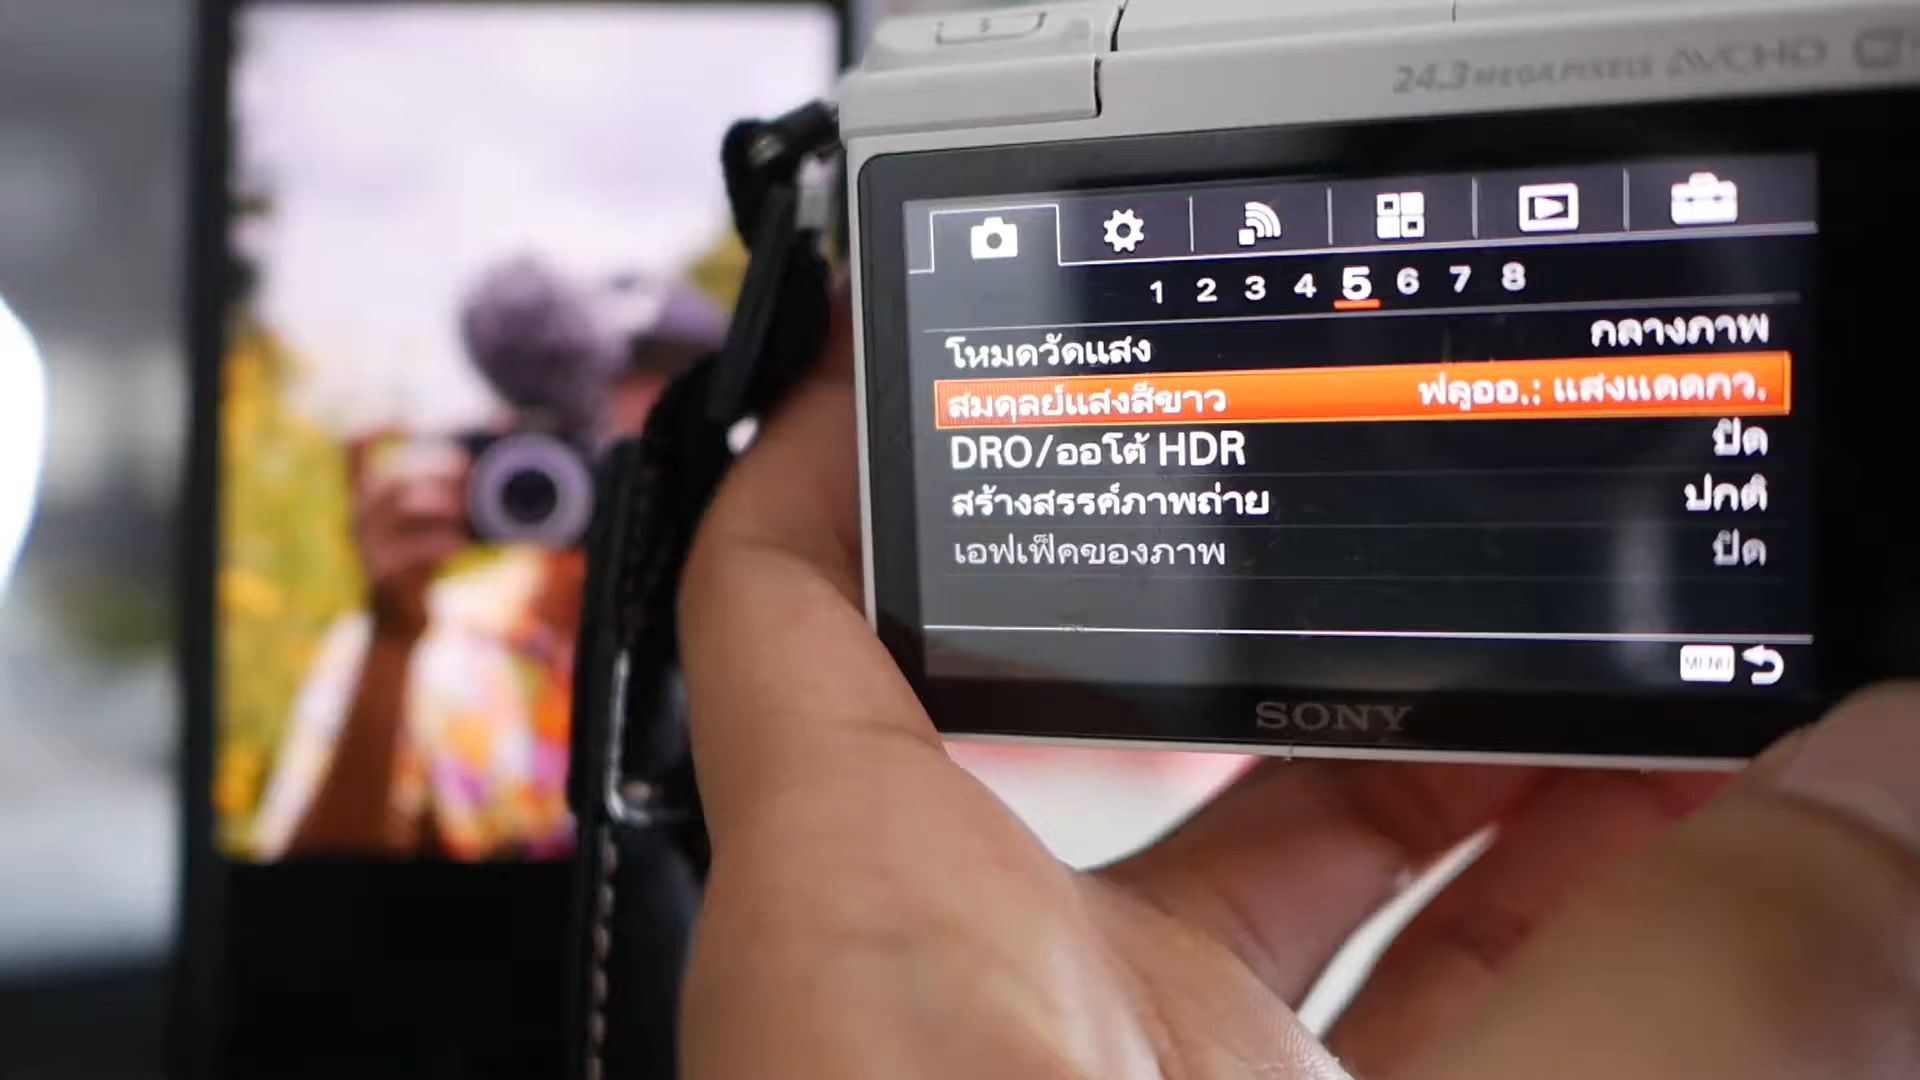 24.3 MEGA PIXELS AVCHD
1 2 3 4 5 6 7 8
โหมดวัดแสง กลางภาพ
สมดุลย์แสงสีขาว ฟลูออ.: แสงแดดกว.
DRO/ออโต้ HDR ปิด
สร้างสรรค์ภาพถ่าย ปกติ
เอฟเฟ็คของภาพ ปิด
MENU
SONY